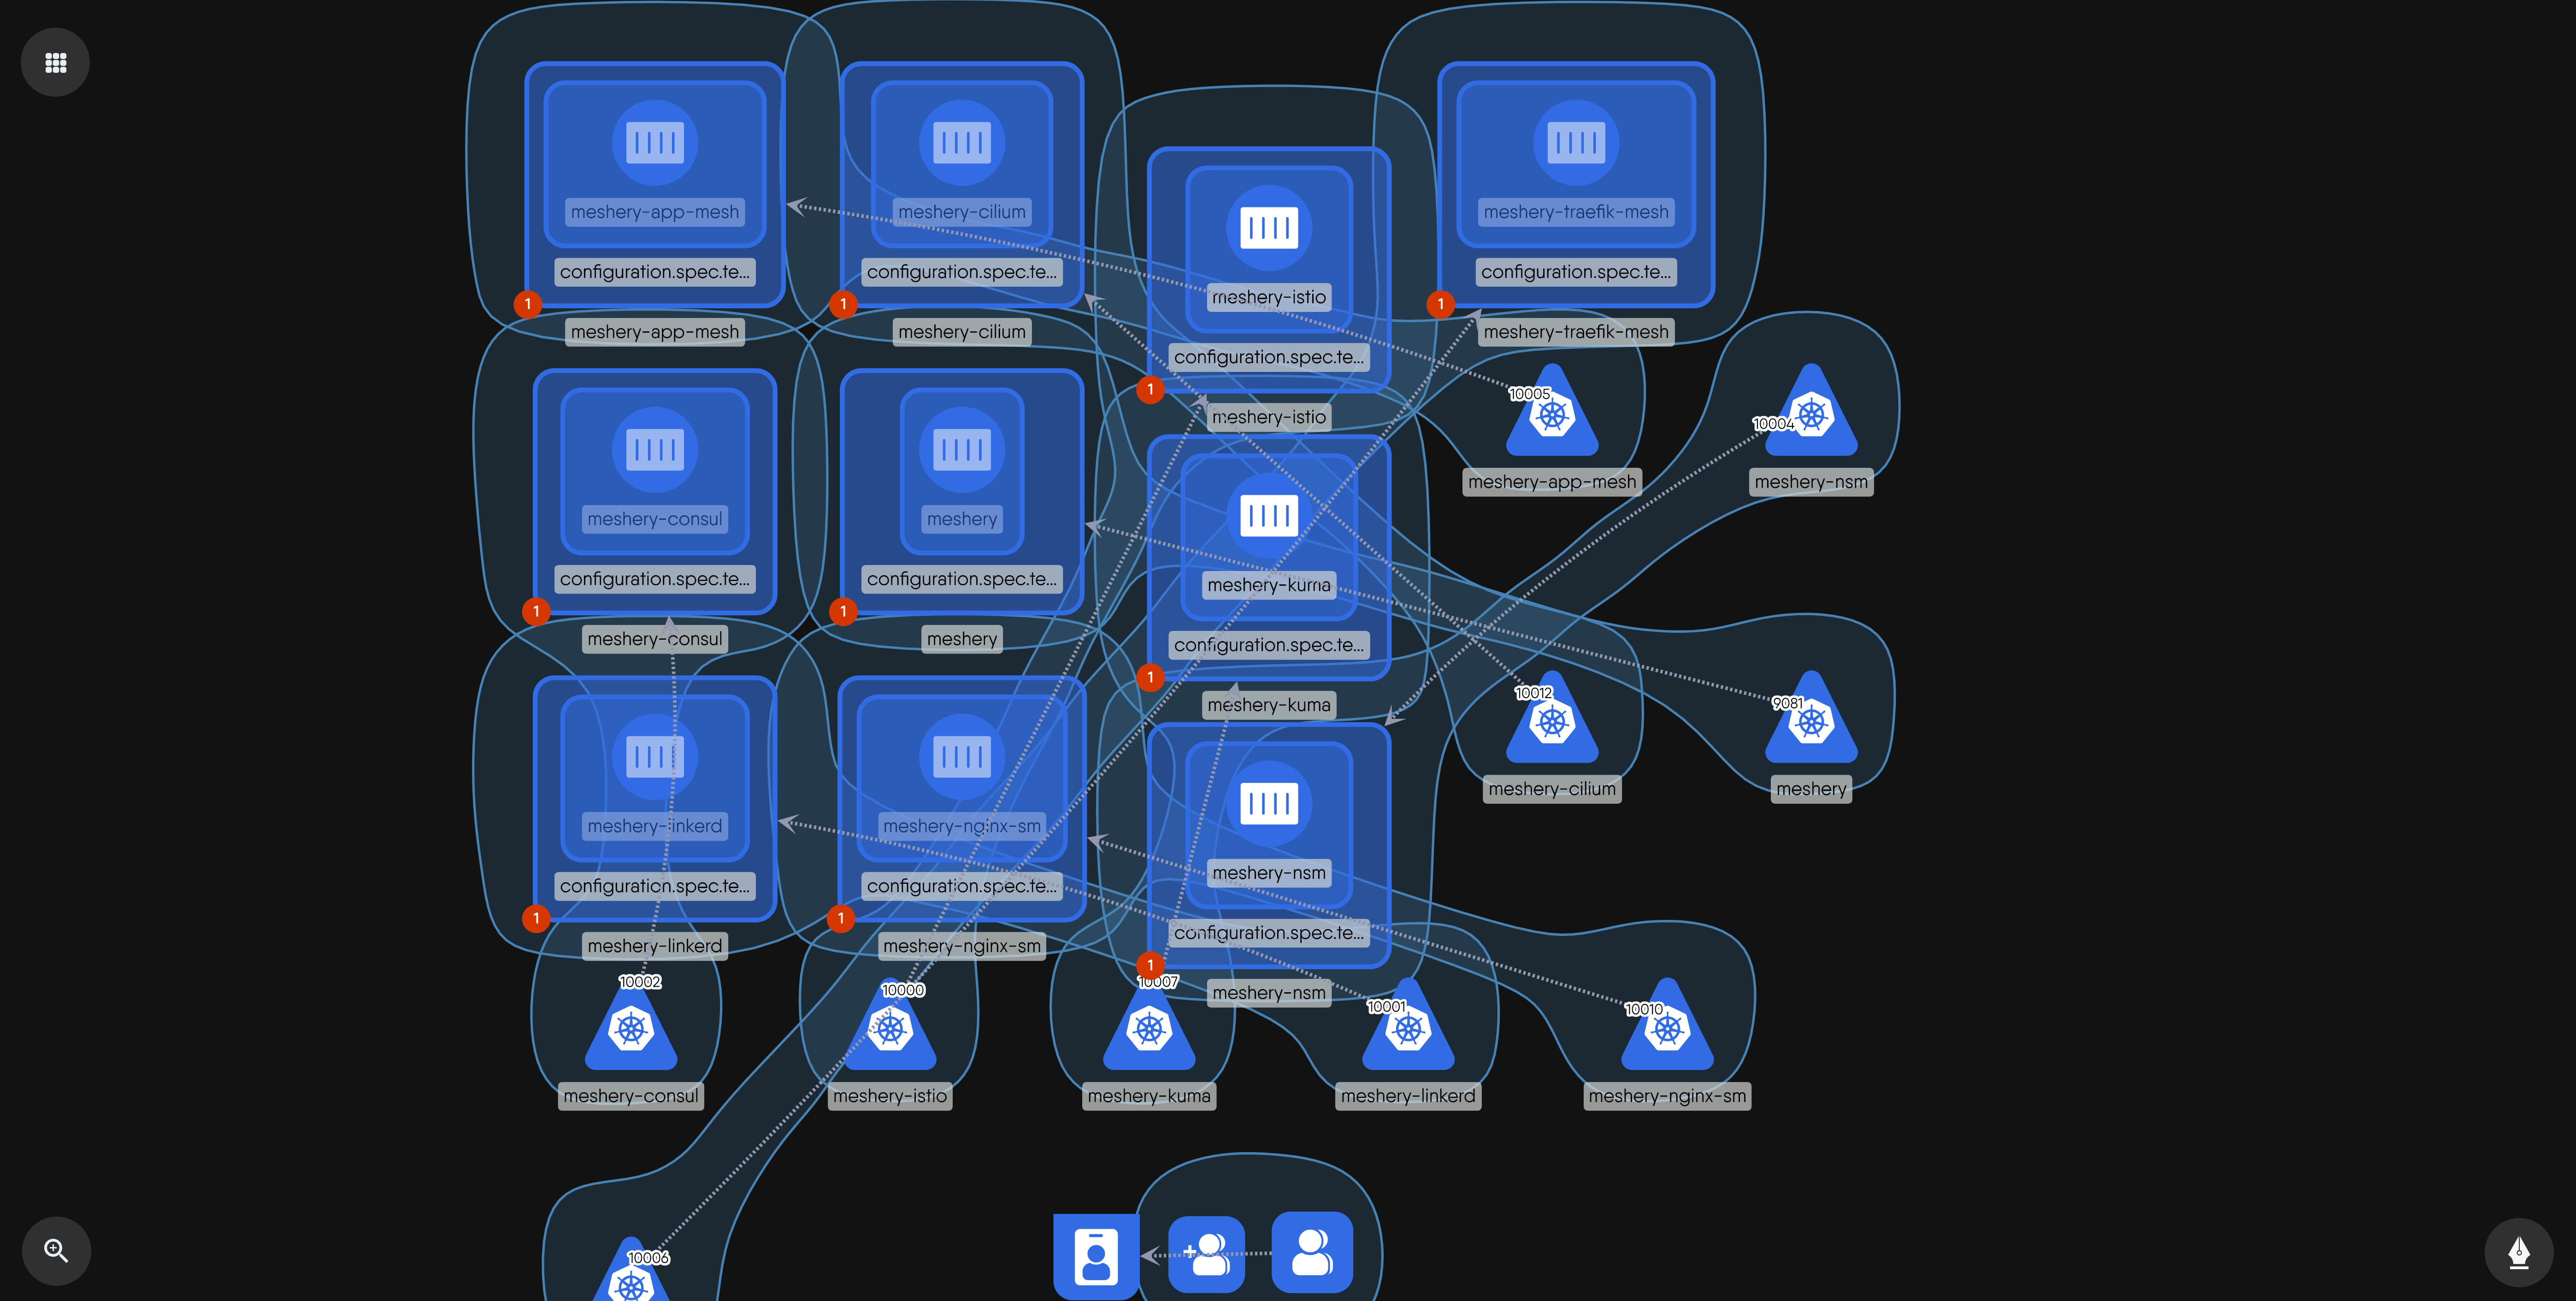 meshery-app-mesh
configuration.spec.te...
1
meshery-app-mesh
meshery-cilium
configuration.spec.te...
1
meshery-cilium
meshery-istio
configuration.spec.te...
1
meshery-istio
meshery-traefik-mesh
configuration.spec.te...
1
meshery-traefik-mesh
10005
meshery-app-mesh
10004
meshery-nsm
meshery-consul
configuration.spec.te...
1
meshery-consul
meshery
configuration.spec.te...
1
meshery
meshery-kuma
configuration.spec.te...
1
meshery-kuma
10012
meshery-cilium
9081
meshery
meshery-linkerd
configuration.spec.te...
1
meshery-linkerd
meshery-nginx-sm
configuration.spec.te...
1
meshery-nginx-sm
meshery-nsm
configuration.spec.te...
1
meshery-nsm
10002
meshery-consul
10000
meshery-istio
10007
meshery-kuma
10001
meshery-linkerd
10010
meshery-nginx-sm
10006